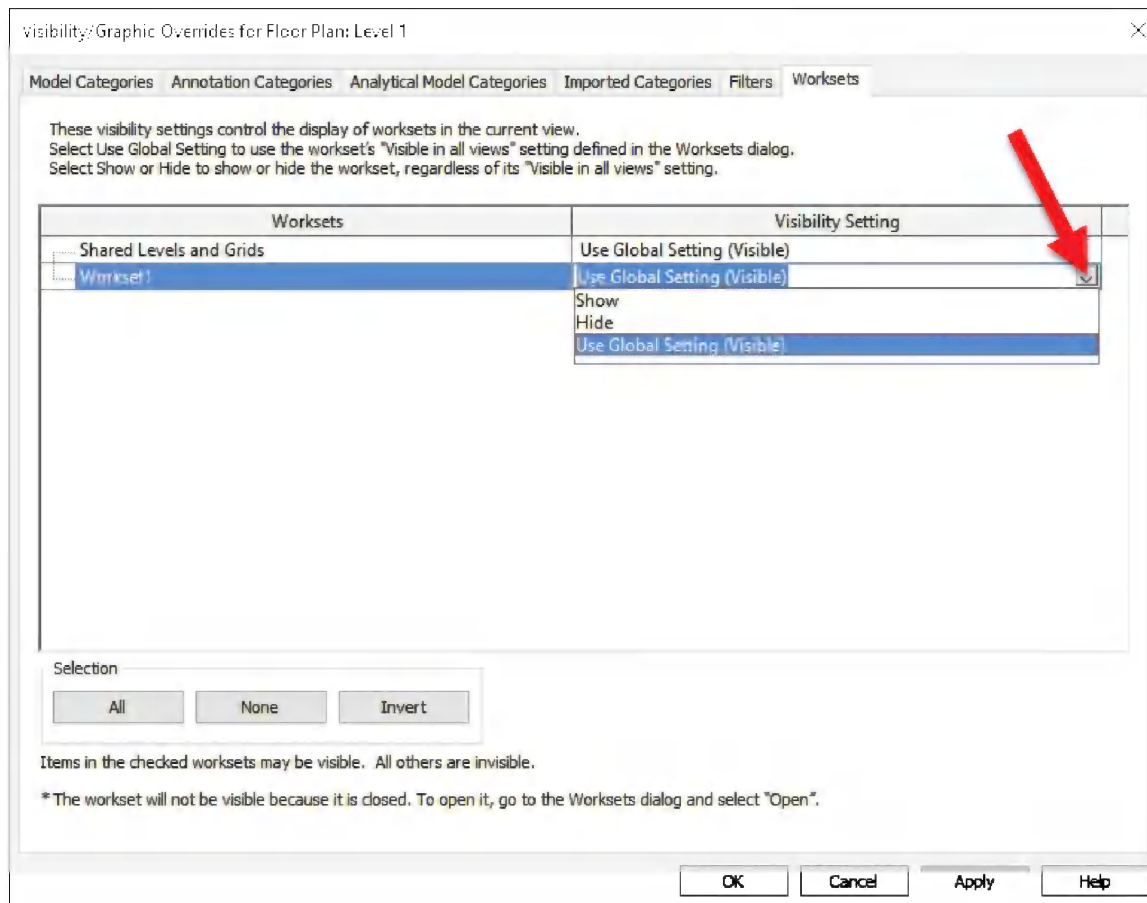 Visibility/Graphic Overrides for Floor Plan: Level 1
Model Categories Annotation Categories Analytical Model Categories Imported Categories Filters Worksets
These visibility settings control the display of worksets in the current view.
Select Use Global Setting to use the workset's "Visible in all views" setting defined in the Worksets dialog.
Select Show or Hide to show or hide the workset, regardless of its "Visible in all views" setting.
Worksets Visibility Setting
Shared Levels and Grids Use Global Setting (Visible)
Workset1 Use Global Setting (Visible)
Show
Hide
Use Global Setting (Visible)
Selection
All None Invert
Items in the checked worksets may be visible. All others are invisible.
* The workset will not be visible because it is closed. To open it, go to the Worksets dialog and select "Open".
OK Cancel Apply Help